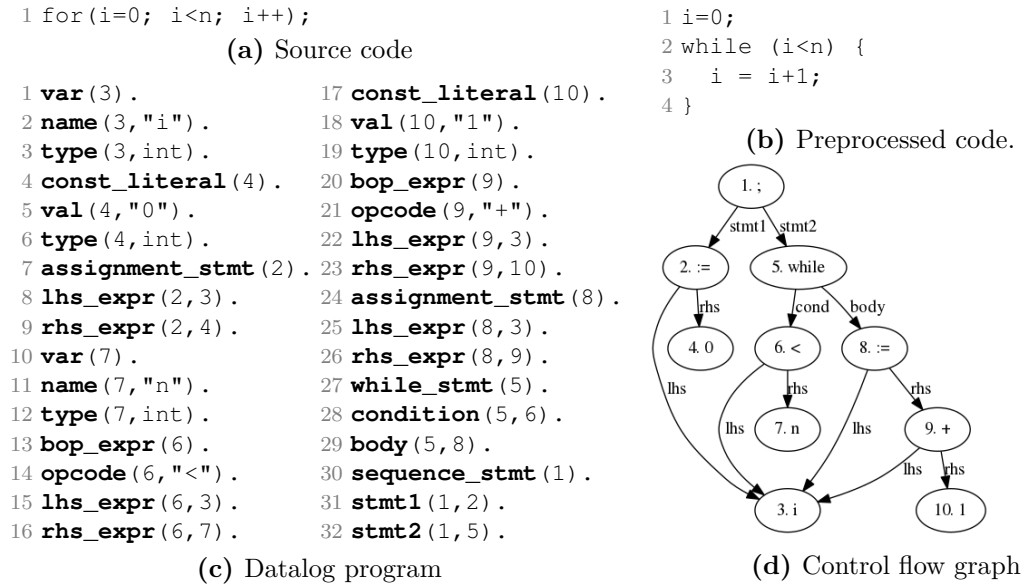 1 for(i=0; i<n; i++);
(a) Source code
1 var(3).
2 name(3,"i").
3 type(3,int).
4 const_literal(4).
5 val(4,"0").
6 type(4,int).
7 assignment_stmt(2).
8 lhs_expr(2,3).
9 rhs_expr(2,4).
10 var(7).
11 name(7,"n").
12 type(7,int).
13 bop_expr(6).
14 opcode(6,"<").
15 lhs_expr(6,3).
16 rhs_expr(6,7).
17 const_literal(10).
18 val(10,"1").
19 type(10,int).
20 bop_expr(9).
21 opcode(9,"+").
22 lhs_expr(9,3).
23 rhs_expr(9,10).
24 assignment_stmt(8).
25 lhs_expr(8,3).
26 rhs_expr(8,9).
27 while_stmt(5).
28 condition(5,6).
29 body(5,8).
30 sequence_stmt(1).
31 stmt1(1,2).
32 stmt2(1,5).
(c) Datalog program
1 i=0;
2 while (i<n) {
3   i = i+1;
4 }
(b) Preprocessed code.
1. ;
stmt1 stmt2
2. := 5. while
rhs cond body
4. 0 6. < 8. :=
lhs rhs rhs
7. n 9. +
lhs lhs
lhs rhs
3. i 10. 1
(d) Control flow graph